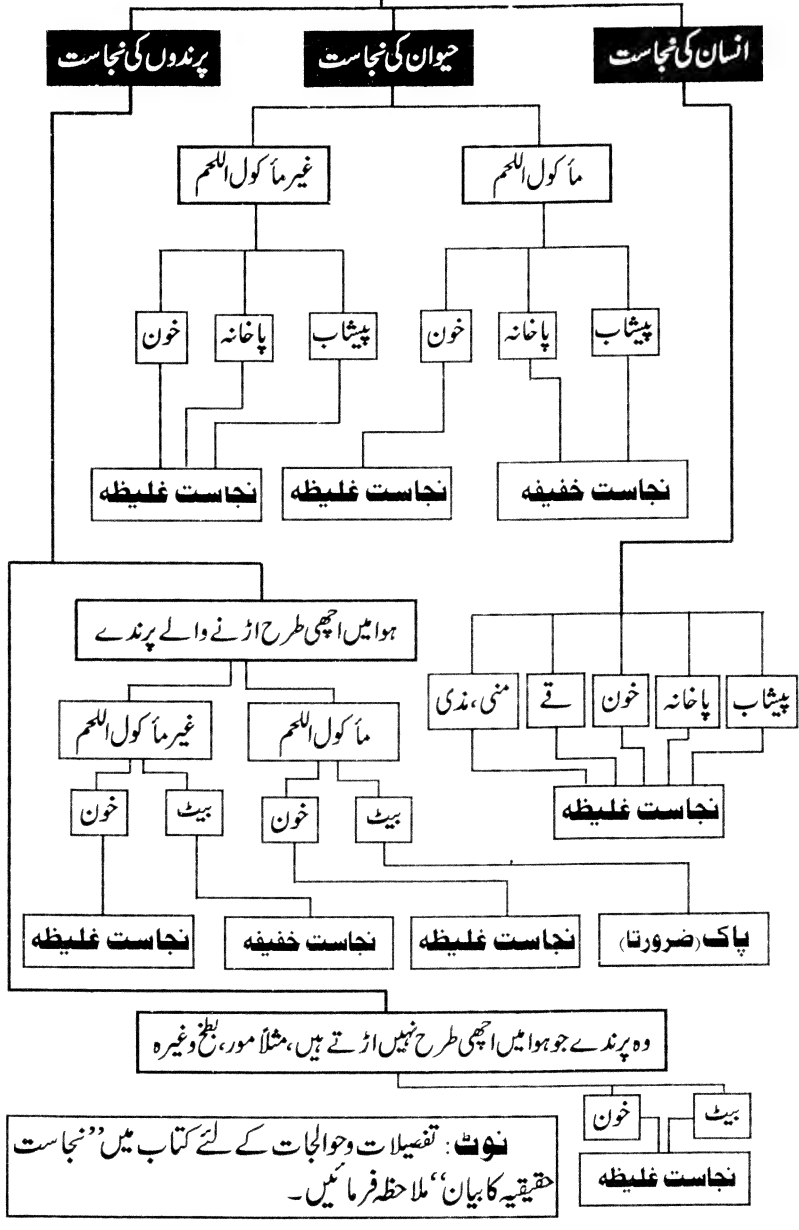 انسان کی نجاست
حیوان کی نجاست
پرندوں کی نجاست
مأکول اللحم
غیر مأکول اللحم
پیشاب
پاخانہ
خون
پیشاب
پاخانہ
خون
نجاست خفیفہ
نجاست غلیظہ
نجاست غلیظہ
ہوا میں اچھی طرح اڑنے والے پرندے
پیشاب
پاخانہ
خون
قے
منی، مذی
نجاست غلیظہ
مأکول اللحم
غیر مأکول اللحم
بیٹ
خون
بیٹ
خون
پاک (ضرورتا)
نجاست غلیظہ
نجاست خفیفہ
نجاست غلیظہ
وہ پرندے جو ہوا میں اچھی طرح نہیں اڑتے ہیں، مثلاً مور، بطخ وغیرہ
بیٹ
خون
نجاست غلیظہ
نوٹ: تفصیلات وحوالجات کے لئے کتاب میں ”نجاست
حقیقیہ کا بیان“ ملاحظہ فرمائیں۔